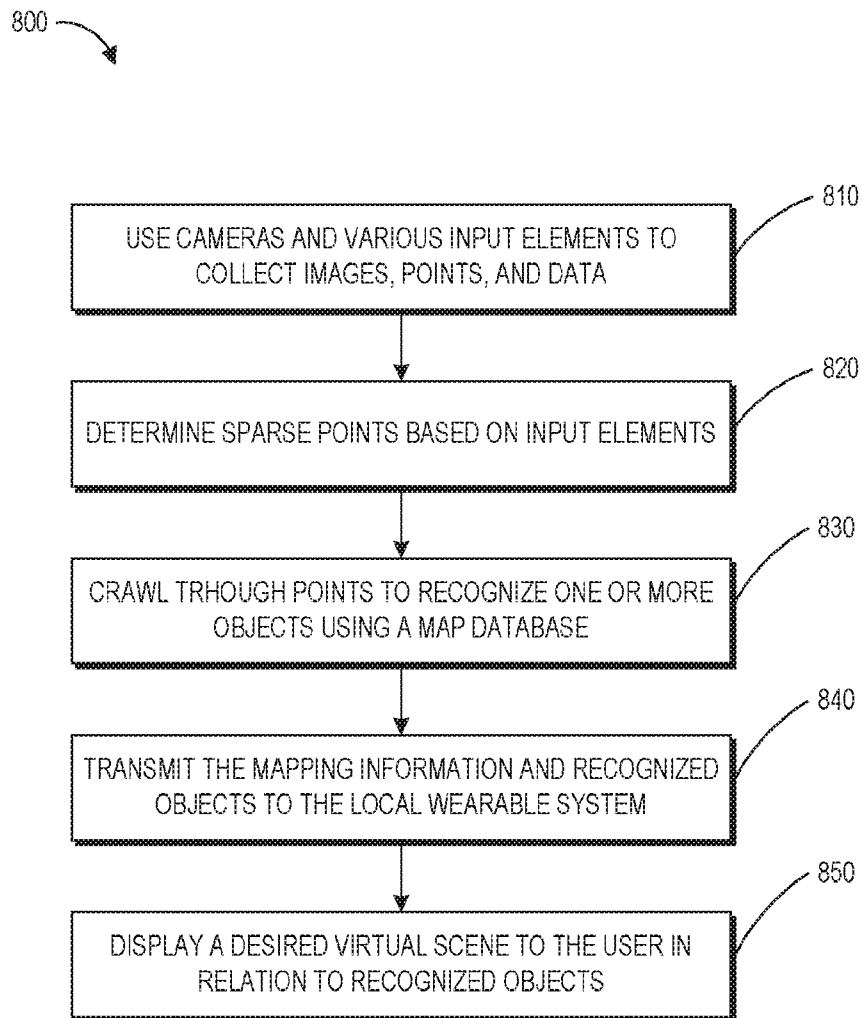 800
810
USE CAMERAS AND VARIOUS INPUT ELEMENTS TO
COLLECT IMAGES, POINTS, AND DATA
820
DETERMINE SPARSE POINTS BASED ON INPUT ELEMENTS
830
CRAWL TRHOUGH POINTS TO RECOGNIZE ONE OR MORE
OBJECTS USING A MAP DATABASE
840
TRANSMIT THE MAPPING INFORMATION AND RECOGNIZED
OBJECTS TO THE LOCAL WEARABLE SYSTEM
850
DISPLAY A DESIRED VIRTUAL SCENE TO THE USER IN
RELATION TO RECOGNIZED OBJECTS